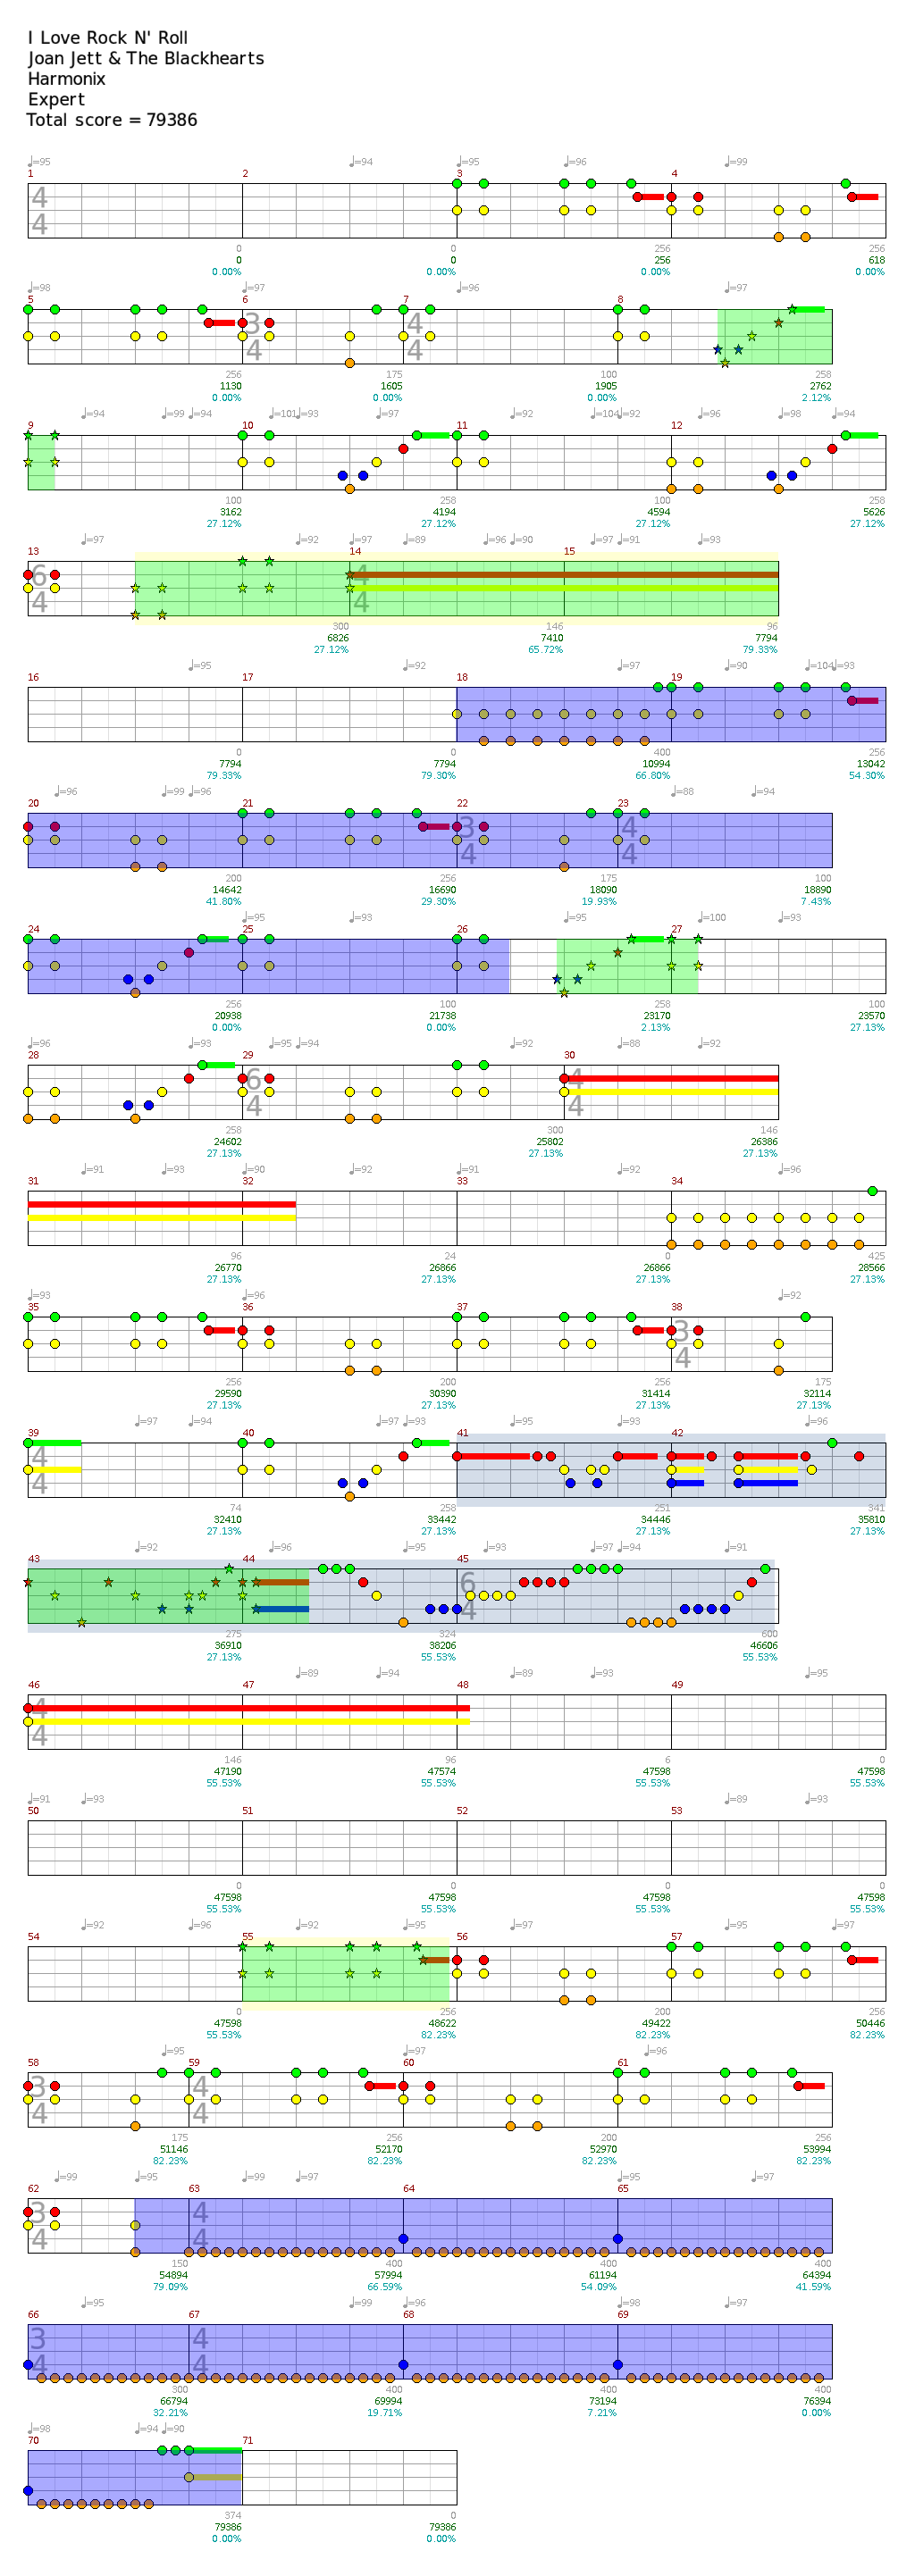 I Love Rock N' Roll
Joan Jett & The Blackhearts
Harmonix
Expert
Total score = 79386
♩=95 ♩=94 ♩=95 ♩=96 ♩=99
1 2 3 4
4
4
0 0 256 256
0 0 256 618
0.00% 0.00% 0.00% 0.00%
♩=98 ♩=97 ♩=96 ♩=97
5 6 7 8
3 4
4 4
256 175 100 258
1130 1605 1905 2762
0.00% 0.00% 0.00% 2.12%
♩=94 ♩=99 ♩=94 ♩=101 ♩=93 ♩=97 ♩=92 ♩=104 ♩=92 ♩=96 ♩=98 ♩=94
9 10 11 12
100 258 100 258
3162 4194 4594 5626
27.12% 27.12% 27.12% 27.12%
♩=97 ♩=92 ♩=97 ♩=89 ♩=96 ♩=90 ♩=97 ♩=91 ♩=93
13 14 15
6 4
4 4
300 146 96
6826 7410 7794
27.12% 65.72% 79.33%
♩=95 ♩=92 ♩=97 ♩=90 ♩=104 ♩=93
16 17 18 19
0 0 400 256
7794 7794 10994 13042
79.33% 79.30% 66.80% 54.30%
♩=96 ♩=99 ♩=96 ♩=88 ♩=94
20 21 22 23
3 4
4 4
200 256 175 100
14642 16690 18090 18890
41.80% 29.30% 19.93% 7.43%
♩=95 ♩=93 ♩=95 ♩=100 ♩=93
24 25 26 27
256 100 258 100
20938 21738 23170 23570
0.00% 0.00% 2.13% 27.13%
♩=96 ♩=93 ♩=95 ♩=94 ♩=92 ♩=88 ♩=92
28 29 30
6 4
4 4
258 300 146
24602 25802 26386
27.13% 27.13% 27.13%
♩=91 ♩=93 ♩=90 ♩=92 ♩=91 ♩=92 ♩=96
31 32 33 34
96 24 0 425
26770 26866 26866 28566
27.13% 27.13% 27.13% 27.13%
♩=93 ♩=96 ♩=92
35 36 37 38
3
4
256 200 256 175
29590 30390 31414 32114
27.13% 27.13% 27.13% 27.13%
♩=97 ♩=94 ♩=97 ♩=93 ♩=95 ♩=93 ♩=96
39 40 41 42
4
4
74 258 251 341
32410 33442 34446 35810
27.13% 27.13% 27.13% 27.13%
♩=92 ♩=96 ♩=95 ♩=93 ♩=97 ♩=94 ♩=91
43 44 45
6
4
275 324 600
36910 38206 46606
27.13% 55.53% 55.53%
♩=89 ♩=94 ♩=89 ♩=93 ♩=95
46 47 48 49
4
4
146 96 6 0
47190 47574 47598 47598
55.53% 55.53% 55.53% 55.53%
♩=91 ♩=93 ♩=89 ♩=93
50 51 52 53
0 0 0 0
47598 47598 47598 47598
55.53% 55.53% 55.53% 55.53%
♩=92 ♩=96 ♩=92 ♩=95 ♩=97 ♩=95 ♩=97
54 55 56 57
0 256 200 256
47598 48622 49422 50446
55.53% 82.23% 82.23% 82.23%
♩=95 ♩=97 ♩=96
58 59 60 61
3 4
4 4
175 256 200 256
51146 52170 52970 53994
82.23% 82.23% 82.23% 82.23%
♩=99 ♩=95 ♩=99 ♩=97 ♩=95 ♩=97
62 63 64 65
3 4
4 4
150 400 400 400
54894 57994 61194 64394
79.09% 66.59% 54.09% 41.59%
♩=95 ♩=99 ♩=96 ♩=98 ♩=97
66 67 68 69
3 4
4 4
300 400 400 400
66794 69994 73194 76394
32.21% 19.71% 7.21% 0.00%
♩=98 ♩=94 ♩=90
70 71
374 0
79386 79386
0.00% 0.00%